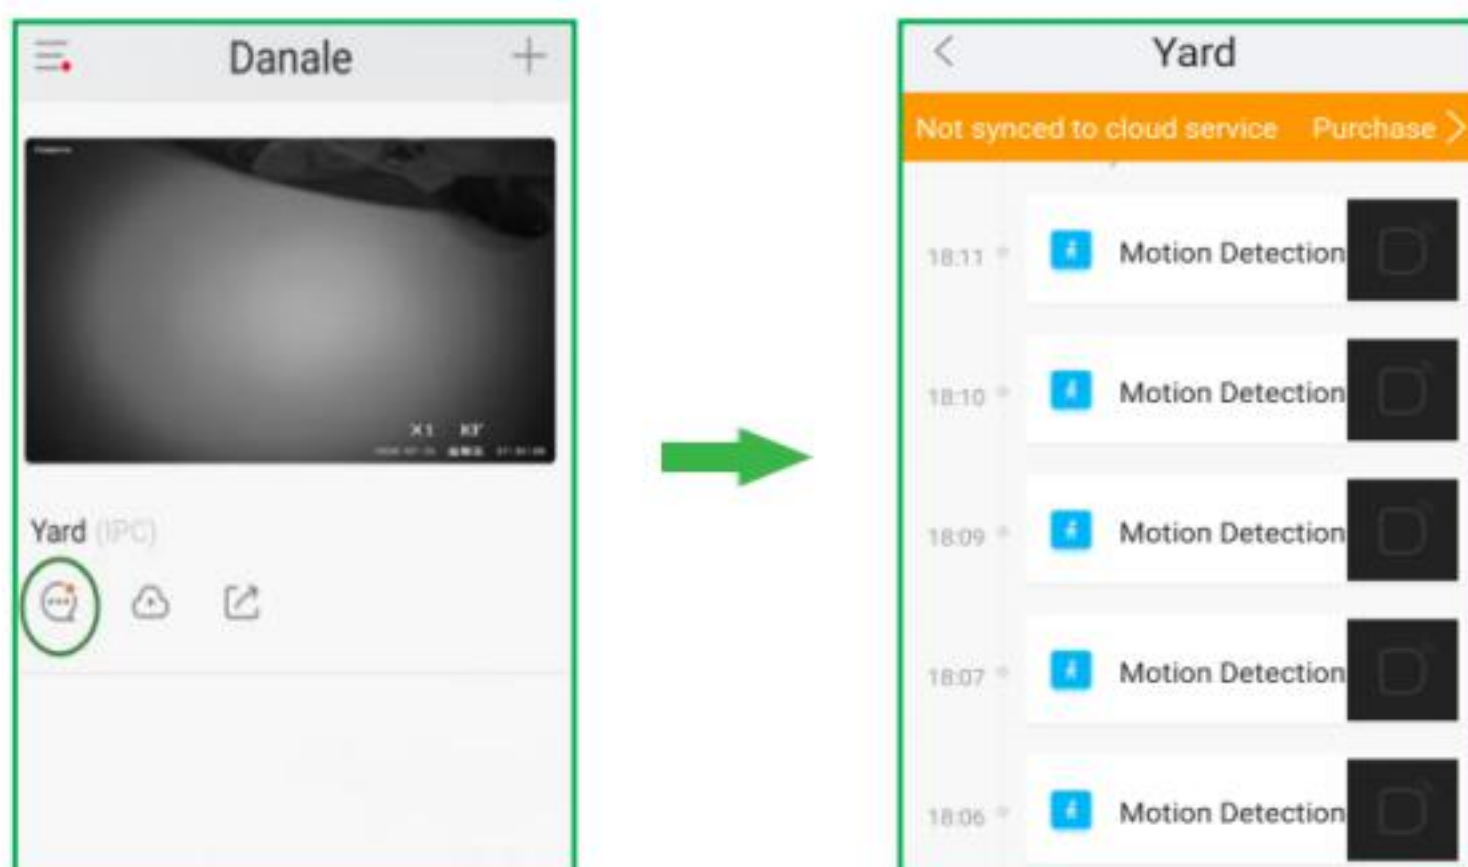 Danale
Yard (IPC)
Yard
Not synced to cloud service Purchase
18:11 Motion Detection
18:10 Motion Detection
18:09 Motion Detection
18:07 Motion Detection
18:06 Motion Detection